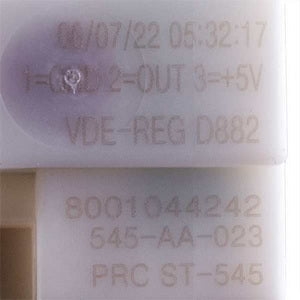 06/07/22 05:32:17
1=GND 2=OUT 3=+5V
VDE-REG D882
8001044242
545-AA-023
PRC ST-545